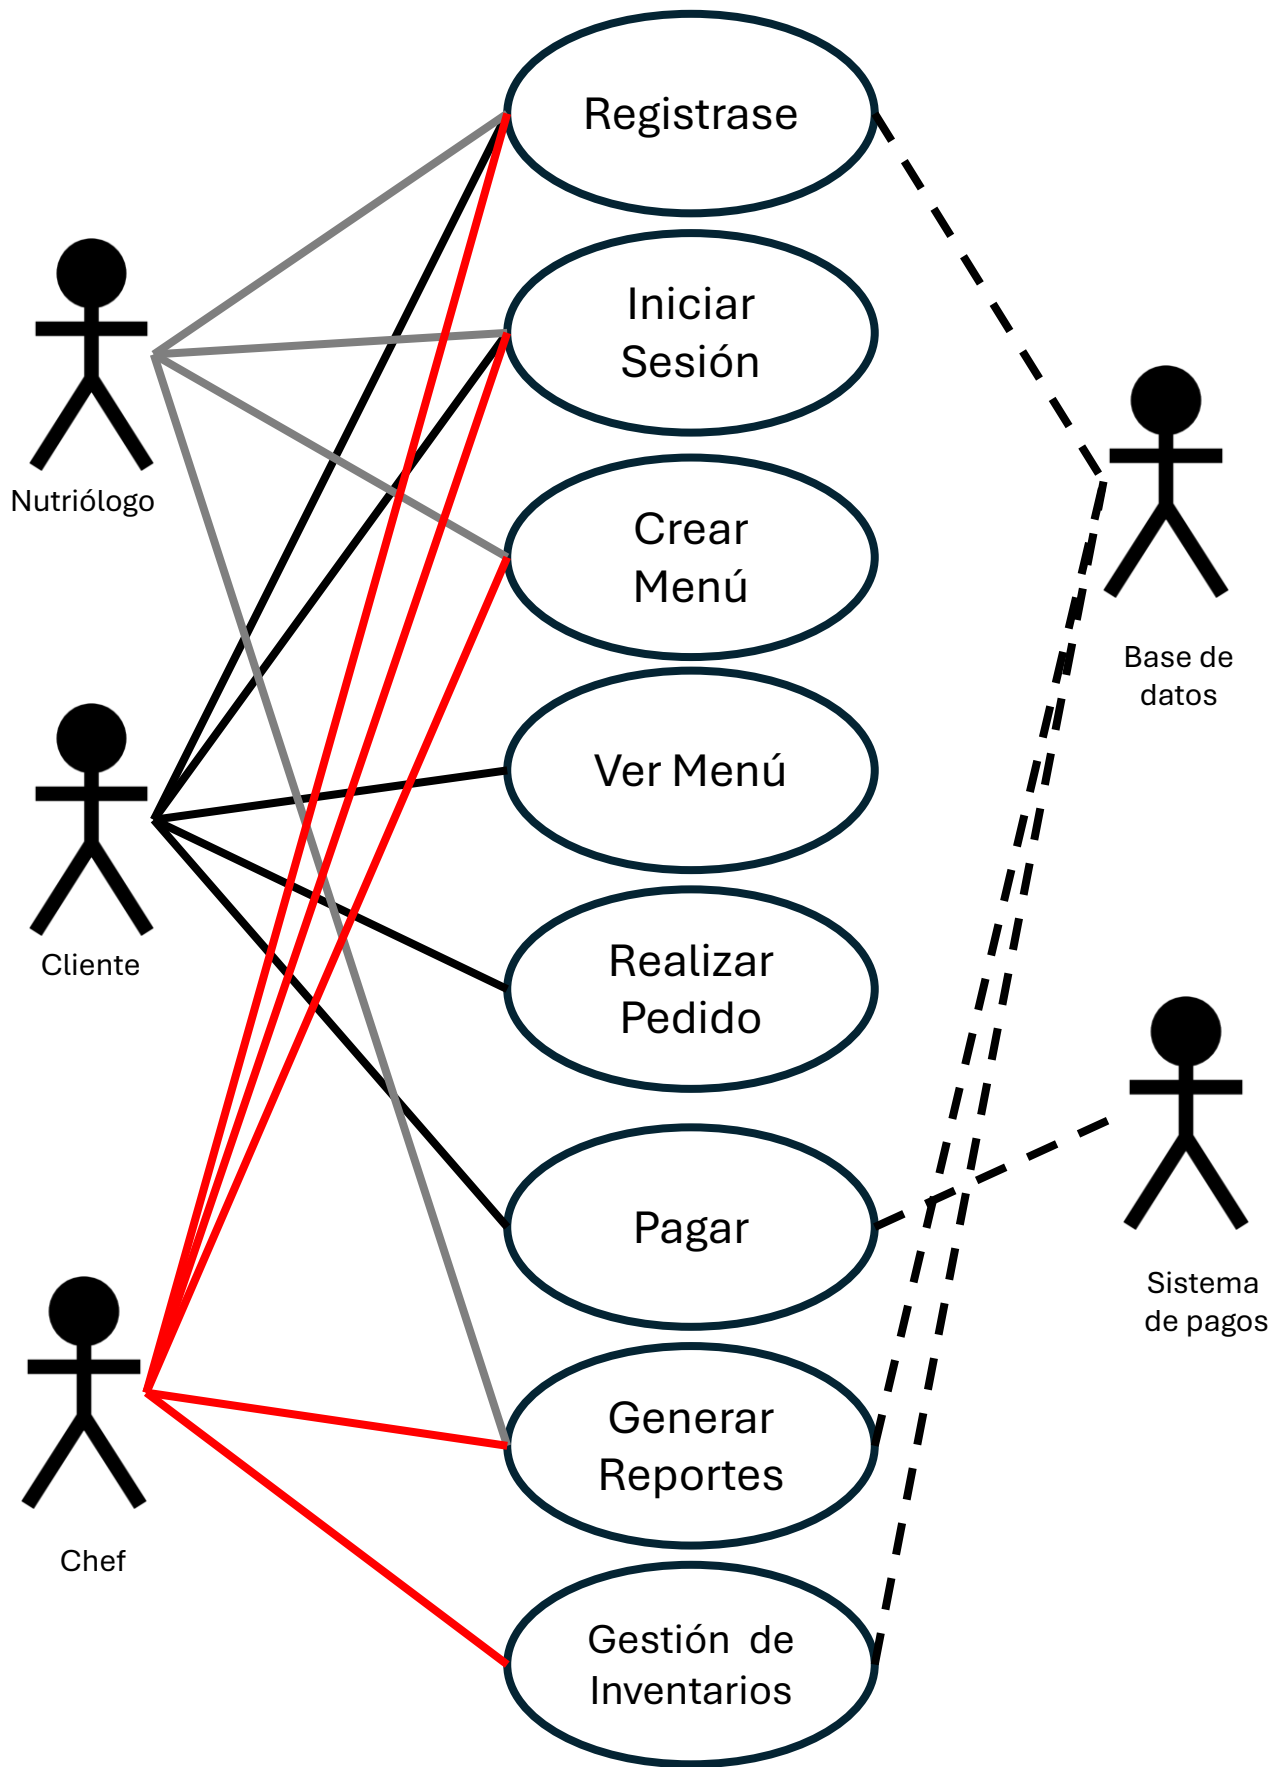 Registrase
Iniciar
Sesión
Nutriólogo
Crear
Menú
Base de
datos
Ver Menú
Cliente
Realizar
Pedido
Pagar
Sistema
de pagos
Generar
Reportes
Chef
Gestión de
Inventarios